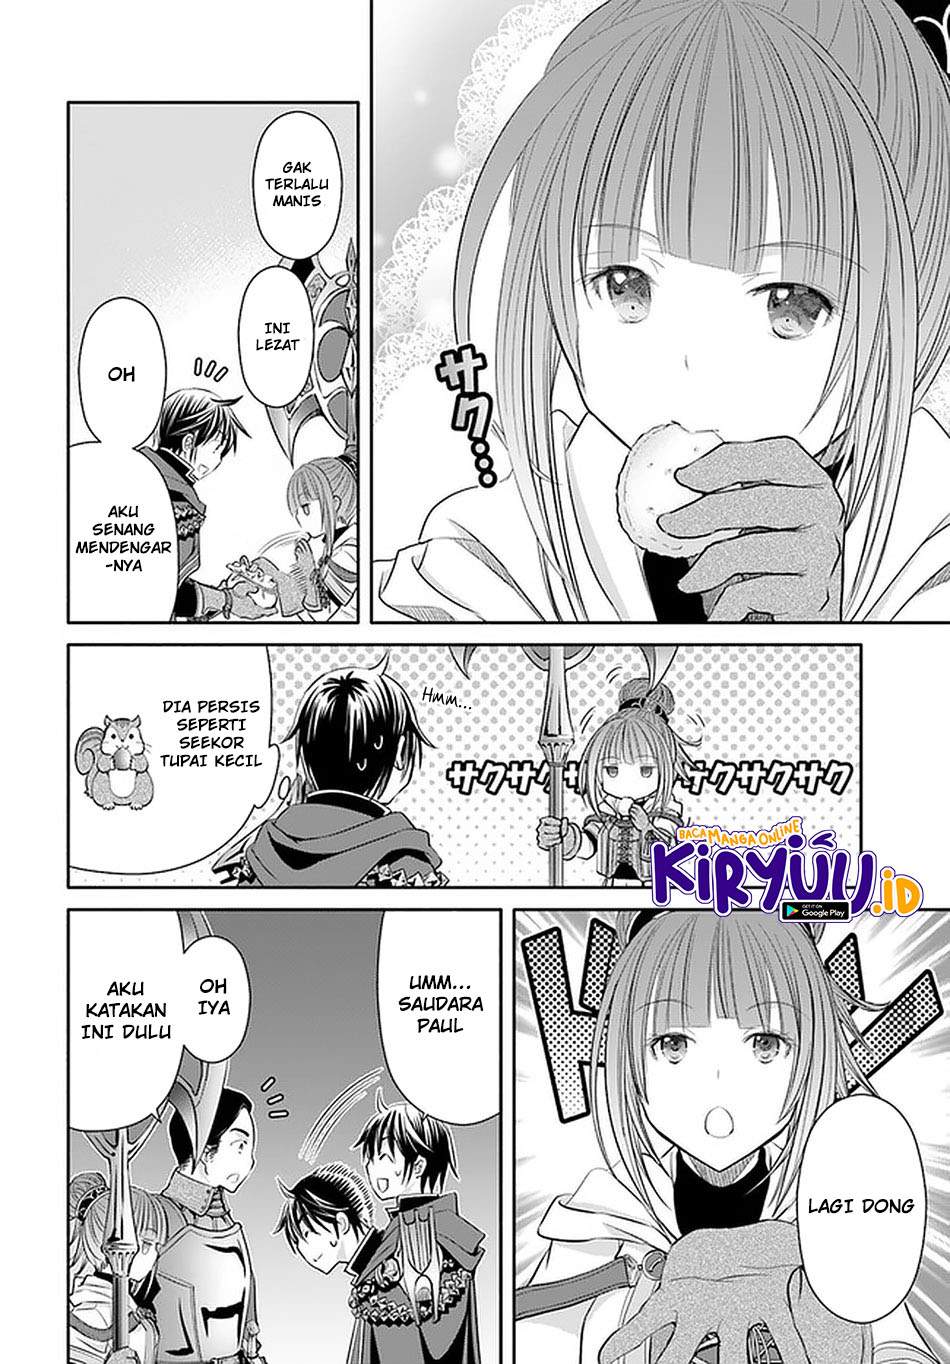 サク…
GAK
TERLALU
MANIS
INI
LEZAT
OH
AKU
SENANG
MENDENGAR
-NYA
HMM...
サクサクサ
クサクサク
DIA PERSIS
SEPERTI
SEEKOR
TUPAI KECIL
BACA MANGA ONLINE
KIRYUU.iD
GET IT ON
Google Play
LAGI DONG
UMM...
SAUDARA
PAUL
OH
IYA
AKU
KATAKAN
INI DULU